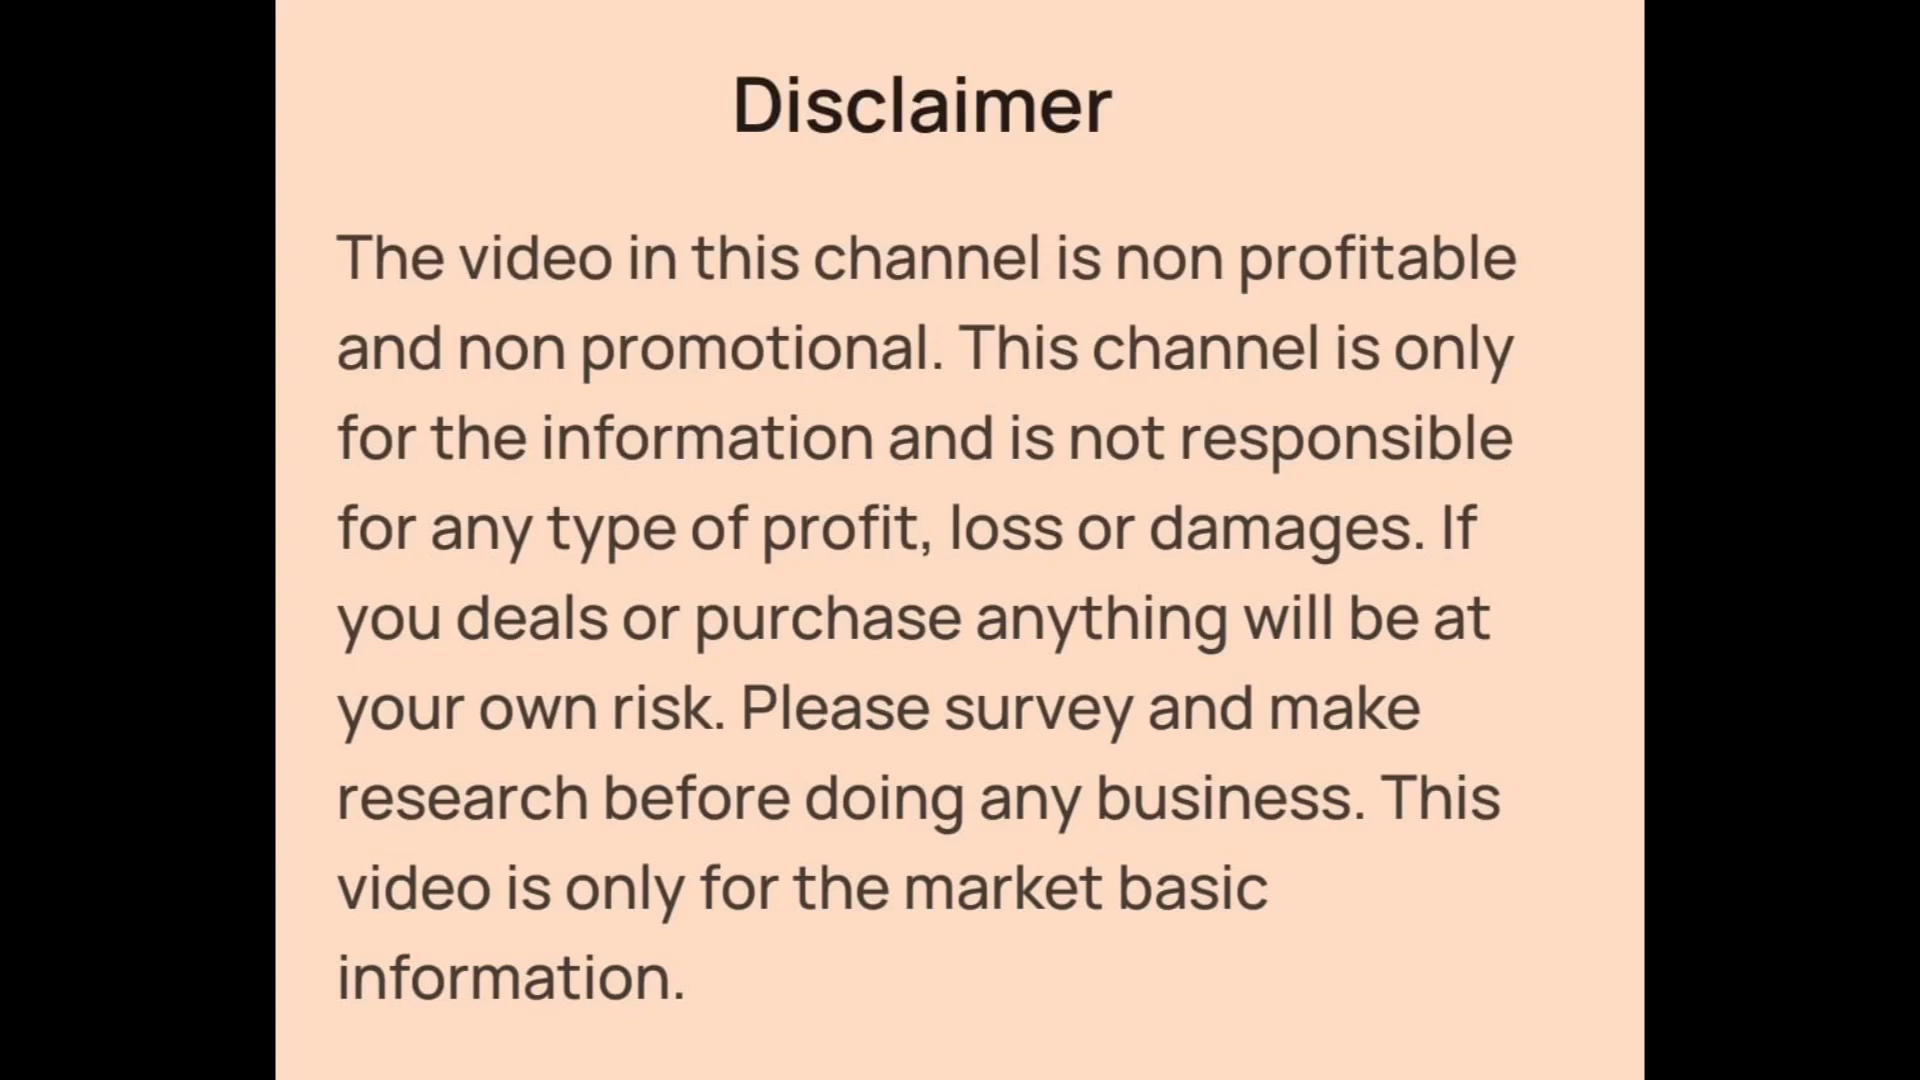 Disclaimer
The video in this channel is non profitable
and non promotional. This channel is only
for the information and is not responsible
for any type of profit, loss or damages. If
you deals or purchase anything will be at
your own risk. Please survey and make
research before doing any business. This
video is only for the market basic
information.